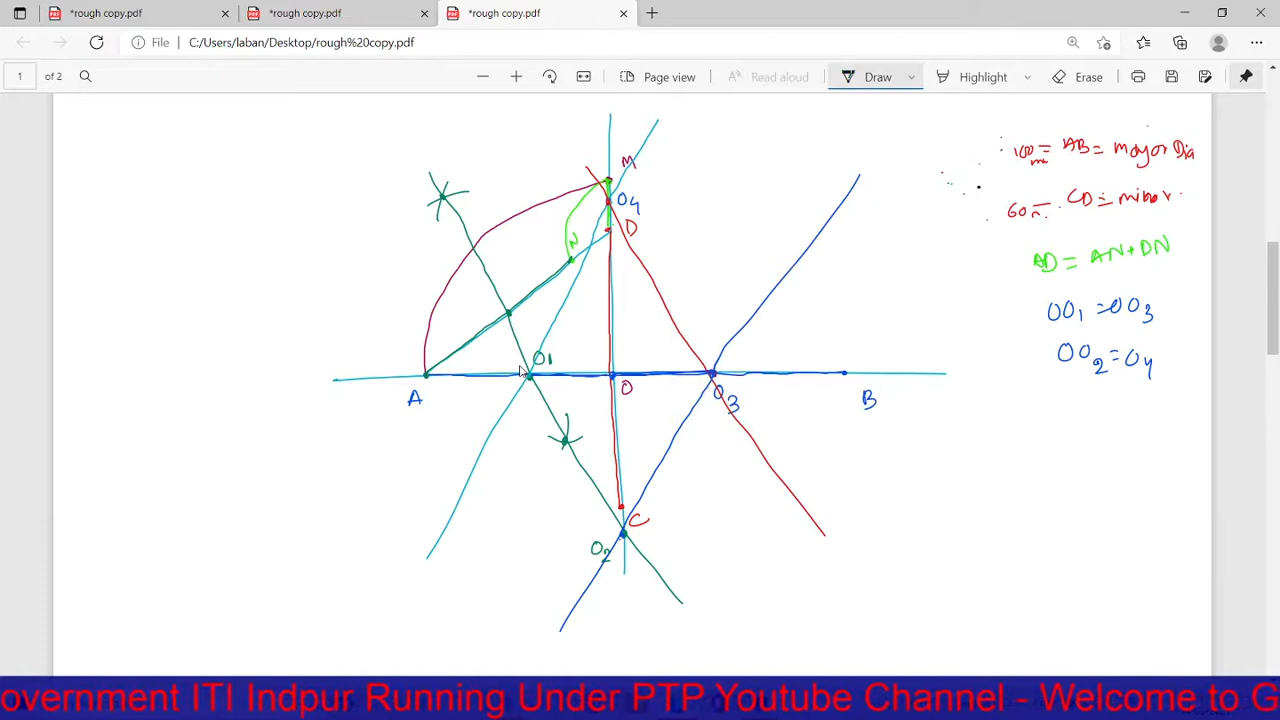 *rough copy.pdf
*rough copy.pdf
*rough copy.pdf
File
C:/Users/laban/Desktop/rough%20copy.pdf
1
of 2
Page view
Read aloud
Draw
Highlight
Erase
100 = AB = major Dia
CD = minor
AD = AN + DN
OO1 = OO3
OO2 = O4
M
O4
D
N
O1
A
O
O3
B
C
O2
overnment ITI Indpur Running Under PTP Youtube Channel - Welcome to G